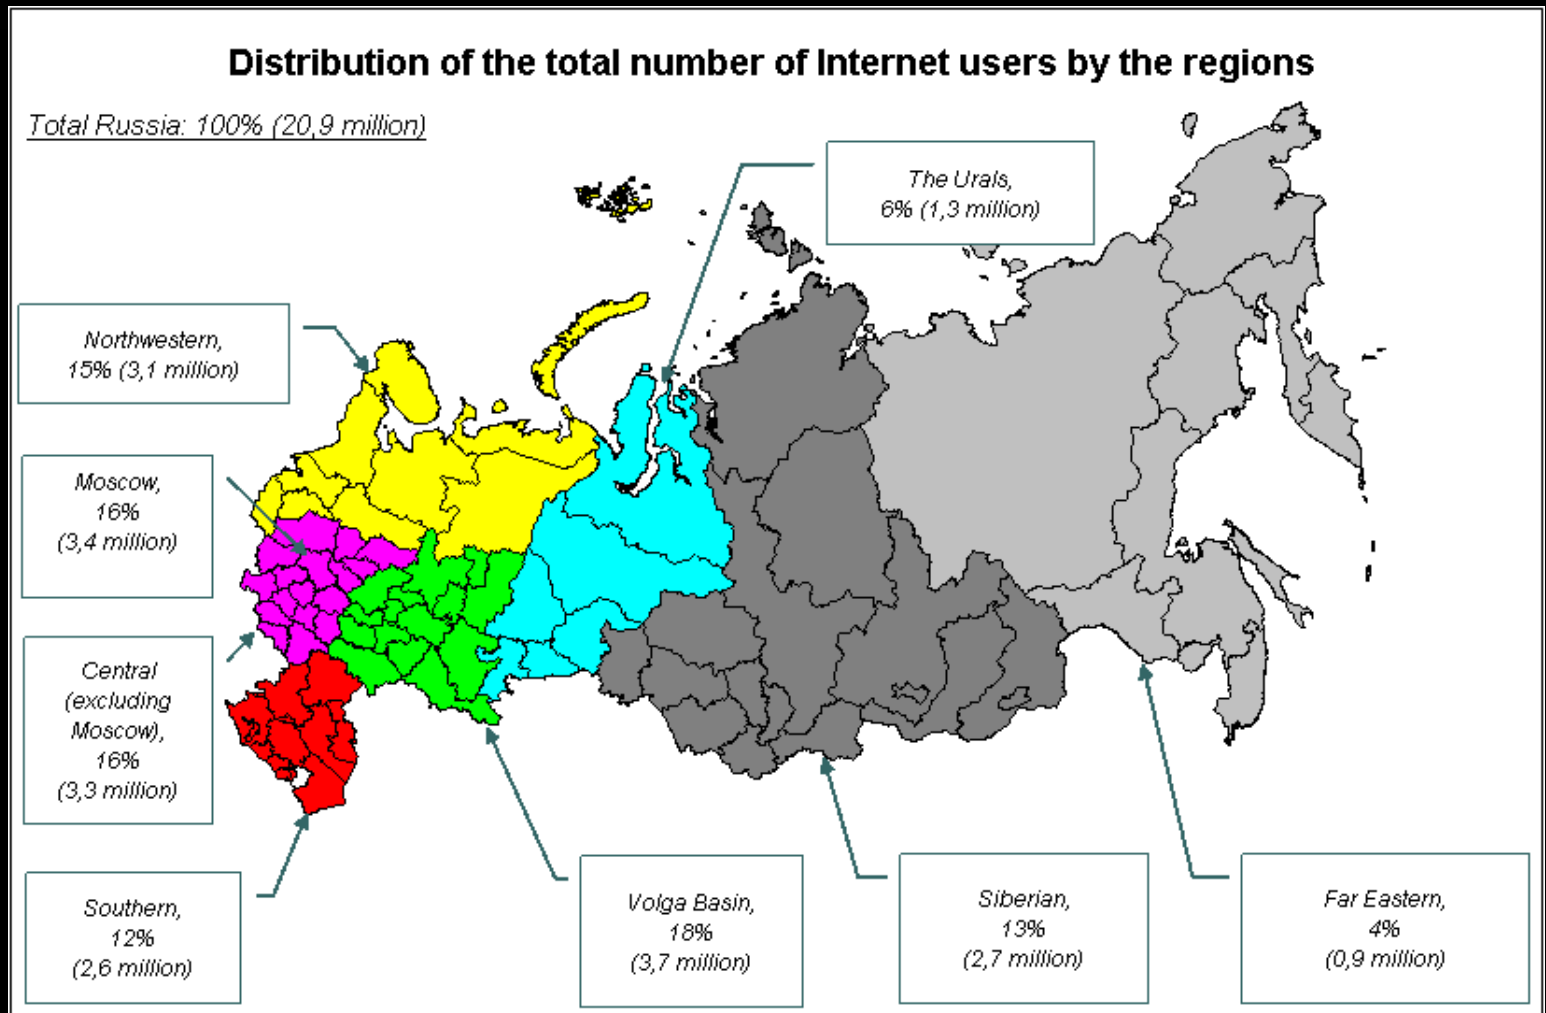 Distribution of the total number of Internet users by the regions
Total Russia: 100% (20,9 million)
The Urals,
6% (1,3 million)
Northwestern,
15% (3,1 million)
Moscow,
16%
(3,4 million)
Central
(excluding
Moscow),
16%
(3,3 million)
Southern,
12%
(2,6 million)
Volga Basin,
18%
(3,7 million)
Siberian,
13%
(2,7 million)
Far Eastern,
4%
(0,9 million)